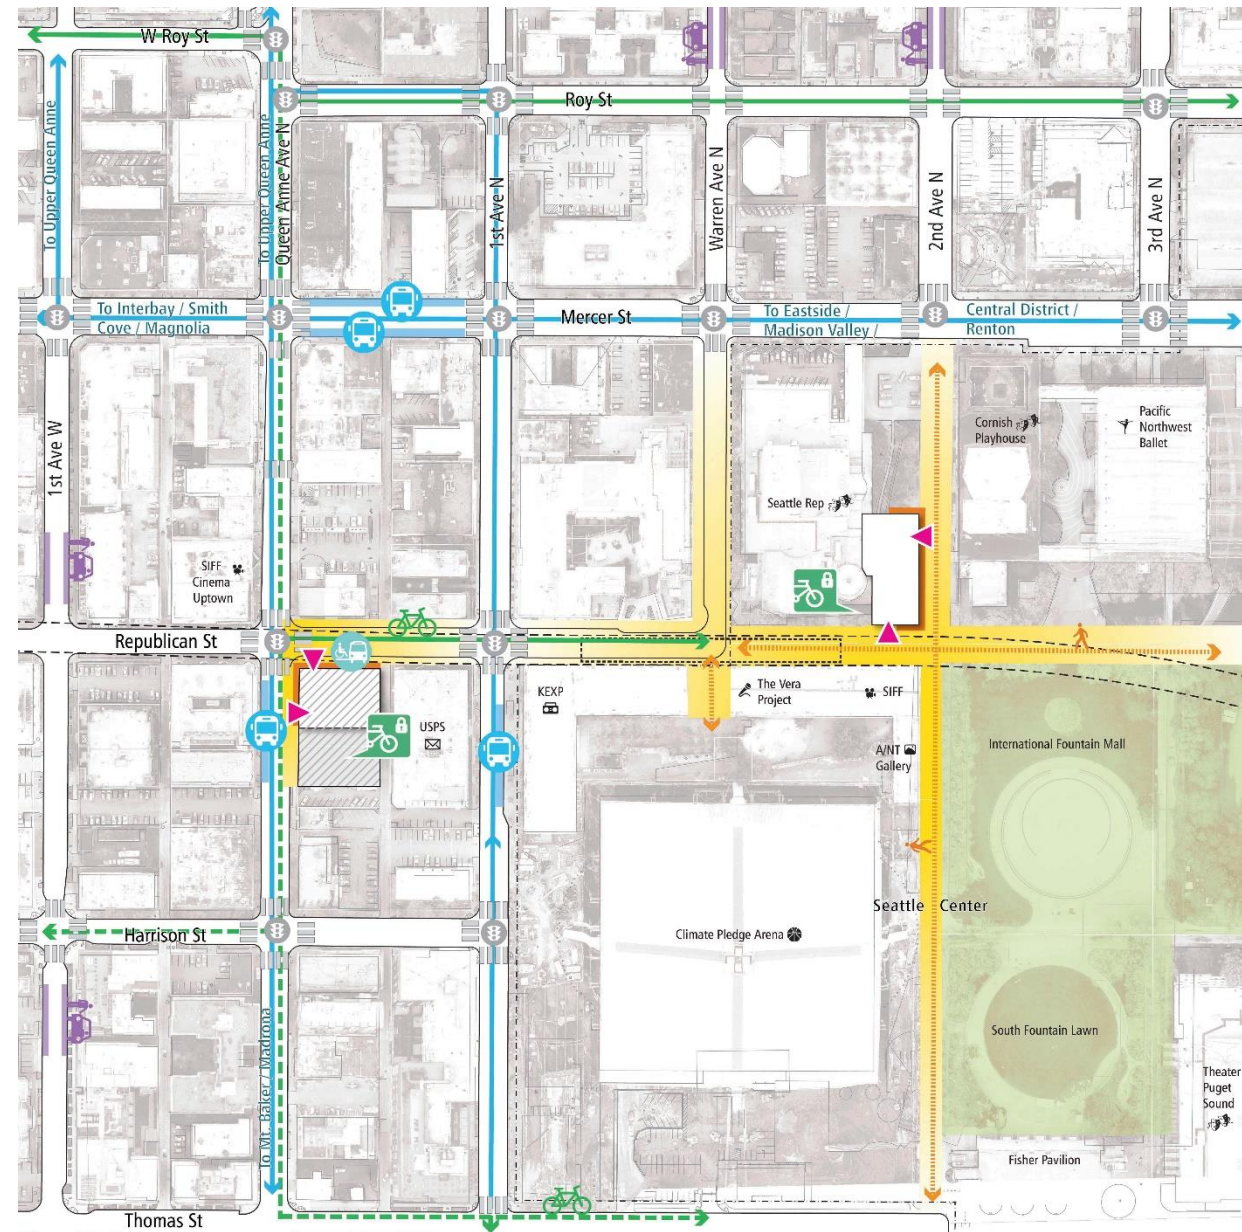 W Roy St
Roy St
To Upper Queen Anne
To Upper Queen Anne
Queen Anne Ave N
1st Ave N
Warren Ave N
2nd Ave N
3rd Ave N
To Interbay / Smith
Cove / Magnolia
Mercer St
To Eastside /
Madison Valley /
Central District /
Renton
1st Ave W
Cornish
Playhouse
Pacific
Northwest
Ballet
Seattle Rep
SIFF
Cinema
Uptown
Republican St
KEXP
The Vera
Project
SIFF
USPS
A/NT
Gallery
International Fountain Mall
Seattle Center
Harrison St
Climate Pledge Arena
South Fountain Lawn
To Mt. Baker / Madrona
Theater
Puget
Sound
Fisher Pavilion
Thomas St